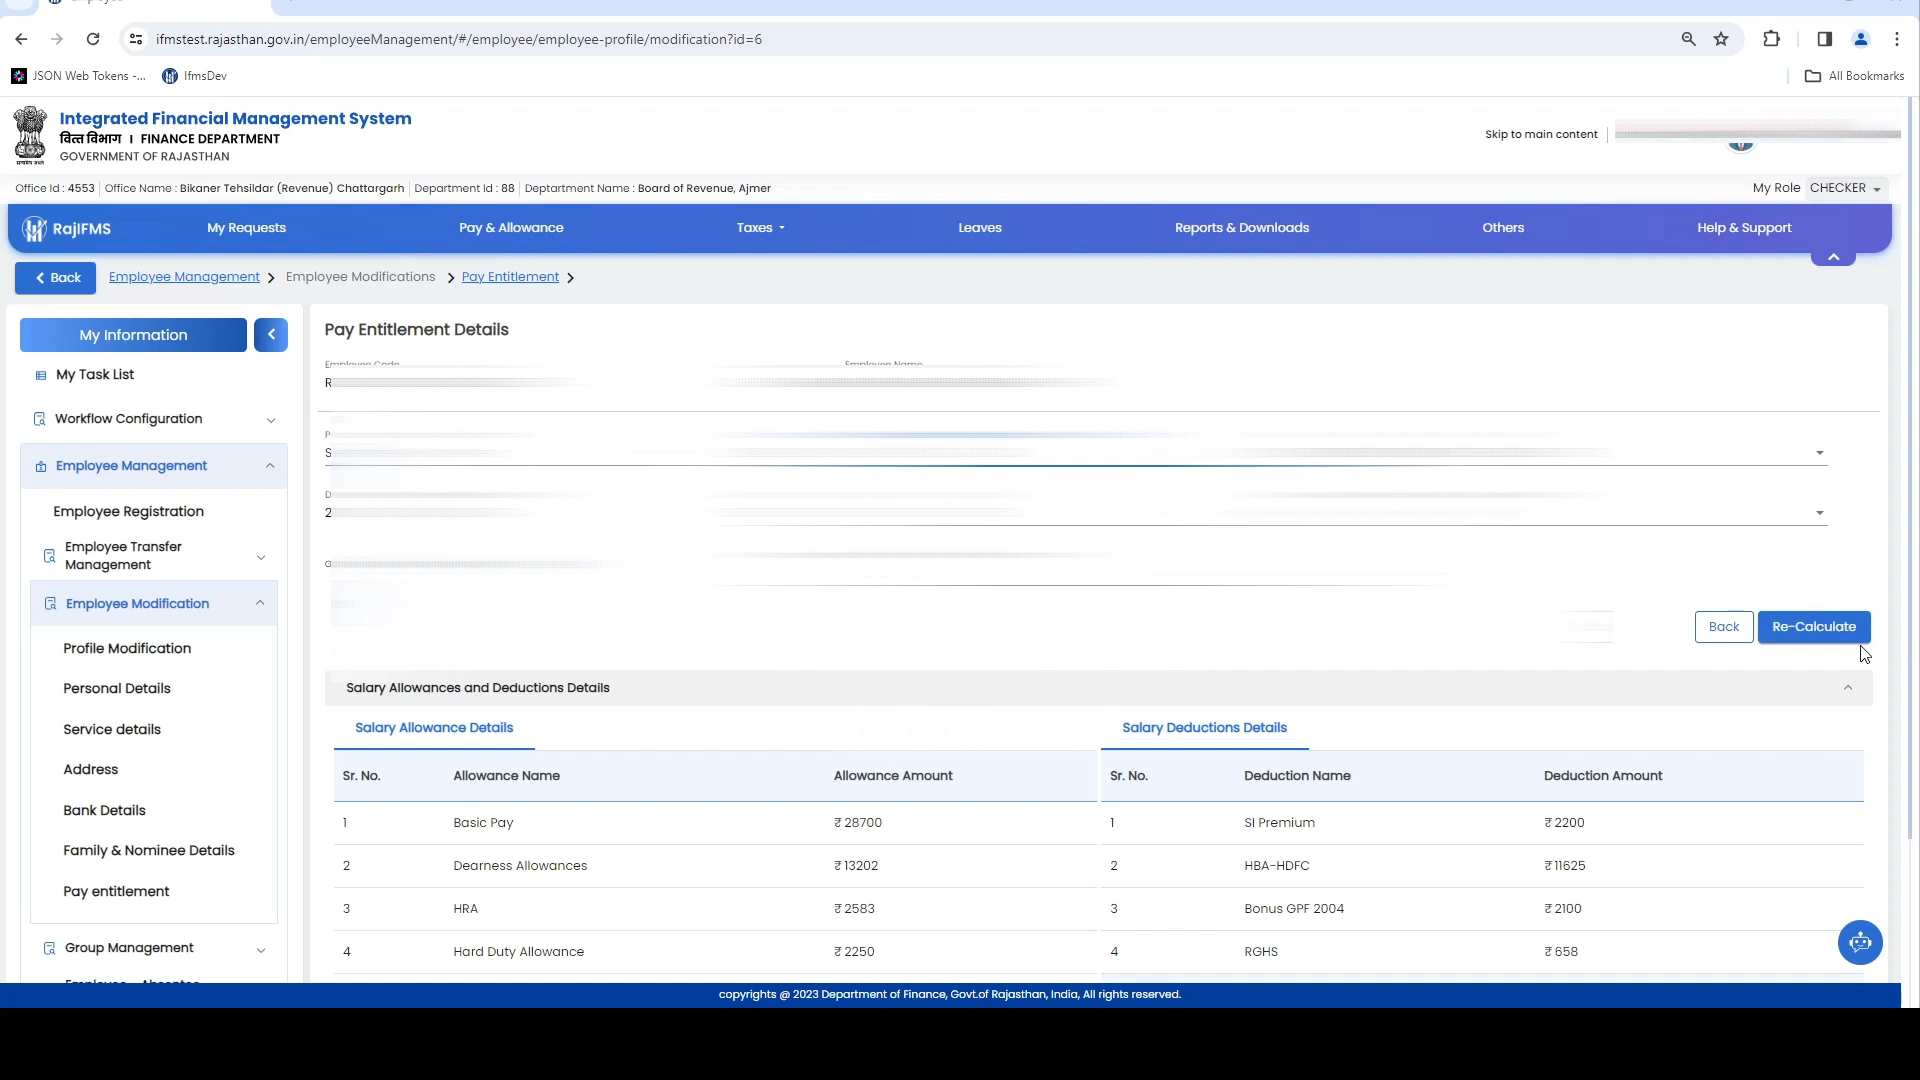 ifmstest.rajasthan.gov.in/employeeManagement/#/employee/employee-profile/modification?id=6
JSON Web Tokens -...
IfmsDev
All Bookmarks
Integrated Financial Management System
वित्त विभाग | FINANCE DEPARTMENT
GOVERNMENT OF RAJASTHAN
Skip to main content
Office Id : 4553 Office Name : Bikaner Tehsildar (Revenue) Chattargarh Department Id : 88 Deptartment Name : Board of Revenue, Ajmer
My Role CHECKER
RajIFMS My Requests Pay & Allowance Taxes Leaves Reports & Downloads Others Help & Support
Back Employee Management Employee Modifications Pay Entitlement
My Information
My Task List
Workflow Configuration
Employee Management
Employee Registration
Employee Transfer
Management
Employee Modification
Profile Modification
Personal Details
Service details
Address
Bank Details
Family & Nominee Details
Pay entitlement
Group Management
Pay Entitlement Details
Employee Code Employee Name
R
P
S
D
2
Back Re-Calculate
Salary Allowances and Deductions Details
Salary Allowance Details Salary Deductions Details
Sr. No. Allowance Name Allowance Amount Sr. No. Deduction Name Deduction Amount
1 Basic Pay ₹ 28700 1 SI Premium ₹ 2200
2 Dearness Allowances ₹ 13202 2 HBA-HDFC ₹ 11625
3 HRA ₹ 2583 3 Bonus GPF 2004 ₹ 2100
4 Hard Duty Allowance ₹ 2250 4 RGHS ₹ 658
copyrights @ 2023 Department of Finance, Govt.of Rajasthan, India, All rights reserved.